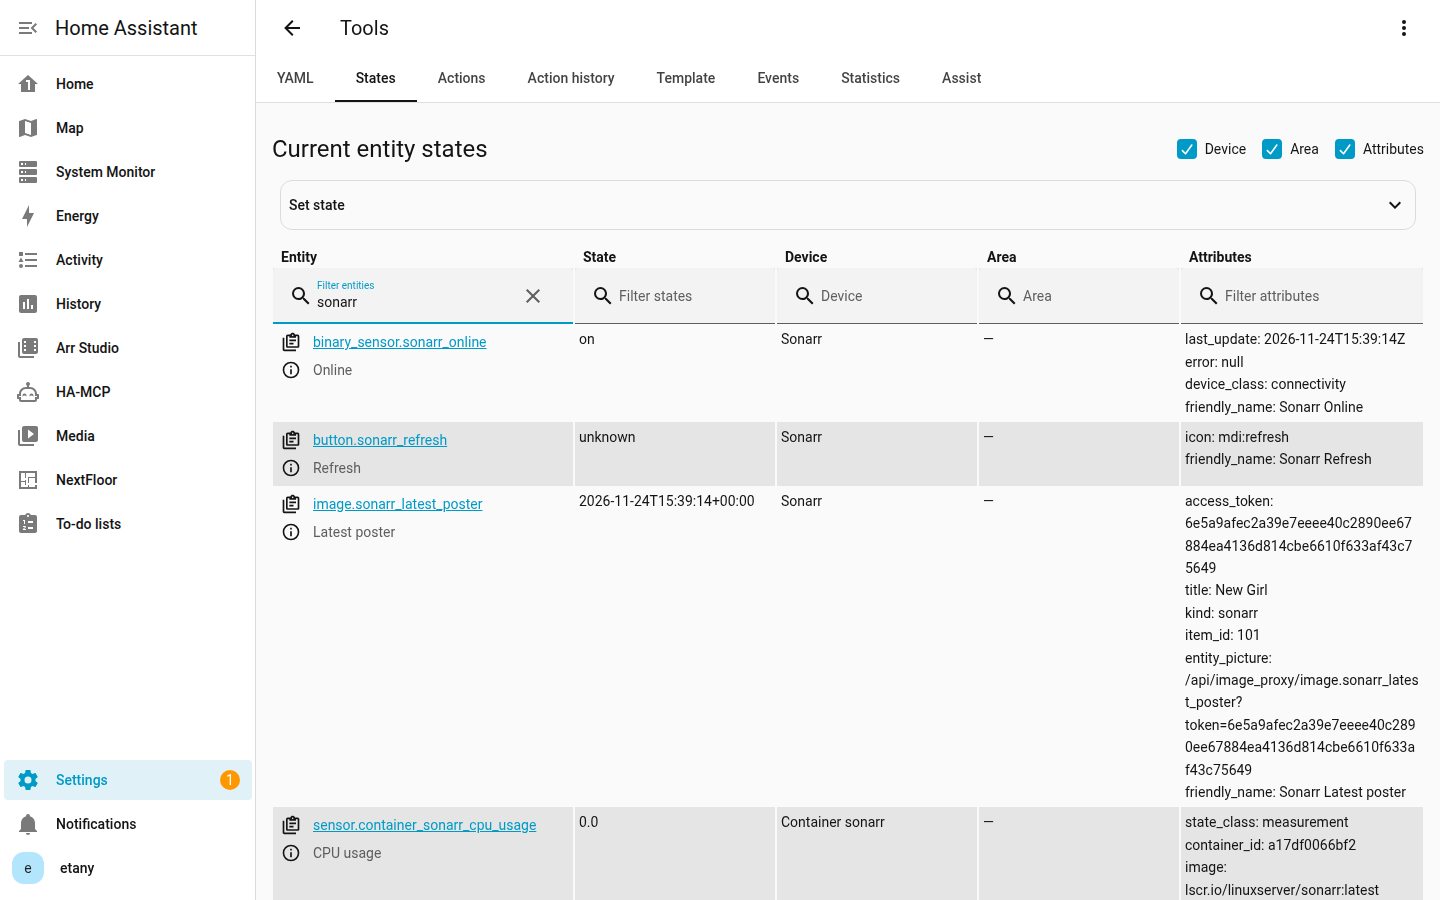 Home Assistant
Tools
YAML
States
Actions
Action history
Template
Events
Statistics
Assist
Home
Map
System Monitor
Energy
Activity
History
Arr Studio
HA-MCP
Media
NextFloor
To-do lists
Settings
1
Notifications
e
etany
Current entity states
Device
Area
Attributes
Set state
Entity
State
Device
Area
Attributes
Filter entities
sonarr
Filter states
Device
Area
Filter attributes
binary_sensor.sonarr_online
Online
on
Sonarr
—
last_update: 2026-11-24T15:39:14Z
error: null
device_class: connectivity
friendly_name: Sonarr Online
button.sonarr_refresh
Refresh
unknown
Sonarr
—
icon: mdi:refresh
friendly_name: Sonarr Refresh
image.sonarr_latest_poster
Latest poster
2026-11-24T15:39:14+00:00
Sonarr
—
access_token:
6e5a9afec2a39e7eeee40c2890ee67
884ea4136d814cbe6610f633af43c7
5649
title: New Girl
kind: sonarr
item_id: 101
entity_picture:
/api/image_proxy/image.sonarr_lates
t_poster?
token=6e5a9afec2a39e7eeee40c289
0ee67884ea4136d814cbe6610f633a
f43c75649
friendly_name: Sonarr Latest poster
sensor.container_sonarr_cpu_usage
CPU usage
0.0
Container sonarr
—
state_class: measurement
container_id: a17df0066bf2
image:
lscr.io/linuxserver/sonarr:latest